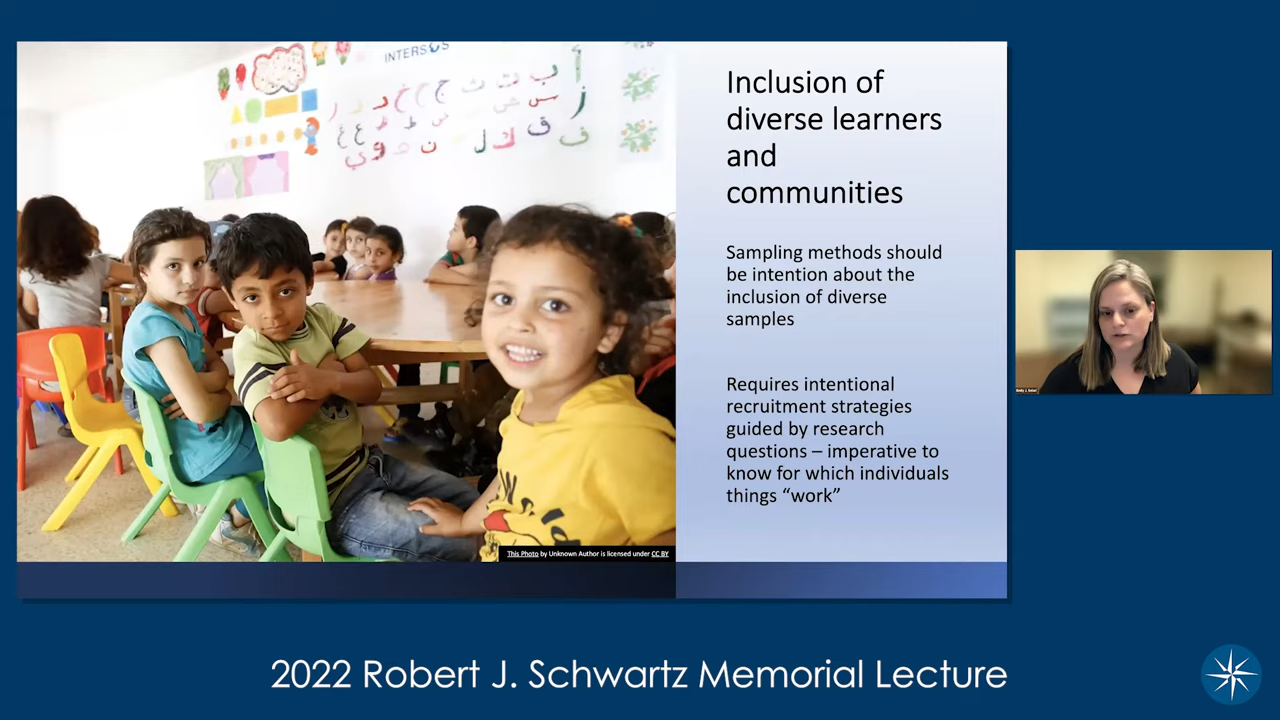 INTERSOS
أ ب ت ث ج ح خ د ذ ر
ز س ش ص ض ط ظ ع غ
ف ق ك ل م ن ه و ي
Inclusion of
diverse learners
and
communities
Sampling methods should
be intention about the
inclusion of diverse
samples
Requires intentional
recruitment strategies
guided by research
questions – imperative to
know for which individuals
things “work”
This Photo by Unknown Author is licensed under CC BY
2022 Robert J. Schwartz Memorial Lecture